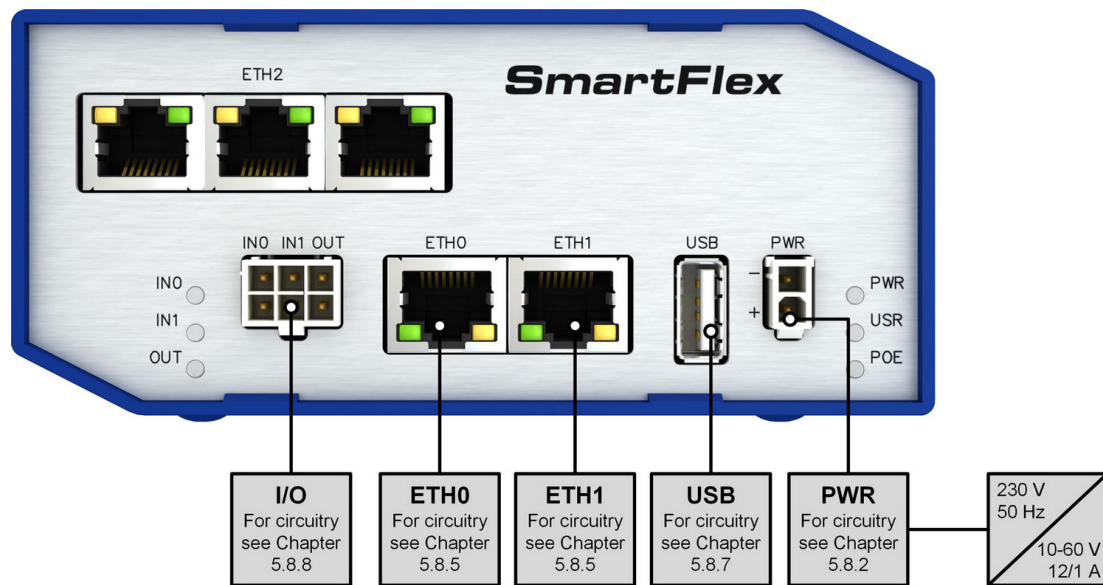 ETH2
SmartFlex
IN0 IN1 OUT
ETH0
ETH1
USB
PWR
IN0
IN1
OUT
−
+
PWR
USR
POE
I/O
For circuitry
see Chapter
5.8.8
ETH0
For circuitry
see Chapter
5.8.5
ETH1
For circuitry
see Chapter
5.8.5
USB
For circuitry
see Chapter
5.8.7
PWR
For circuitry
see Chapter
5.8.2
230 V
50 Hz
10-60 V
12/1 A